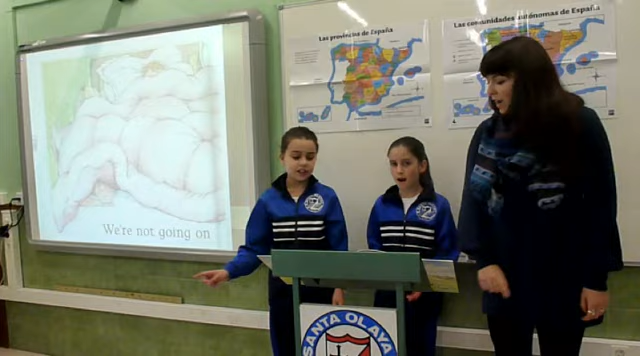 Las provincias de España
Las comunidades autónomas de España
We're not going on
SANTA OLAYA